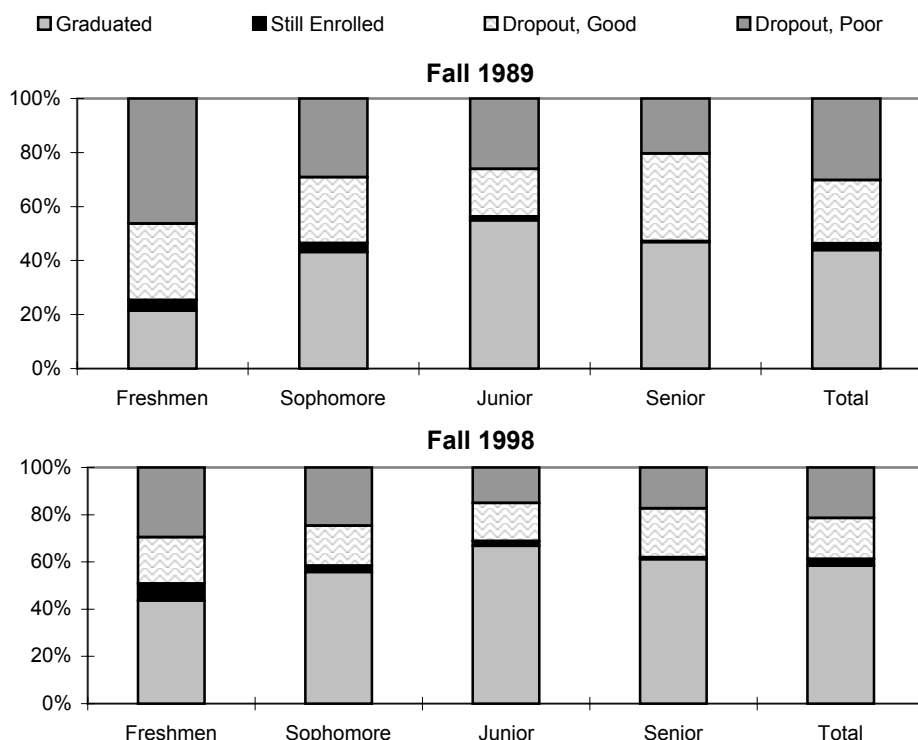 Graduated Still Enrolled Dropout, Good Dropout, Poor
Fall 1989
100%
80%
60%
40%
20%
0%
Freshmen Sophomore Junior Senior Total
Fall 1998
100%
80%
60%
40%
20%
0%
Freshmen Sophomore Junior Senior Total